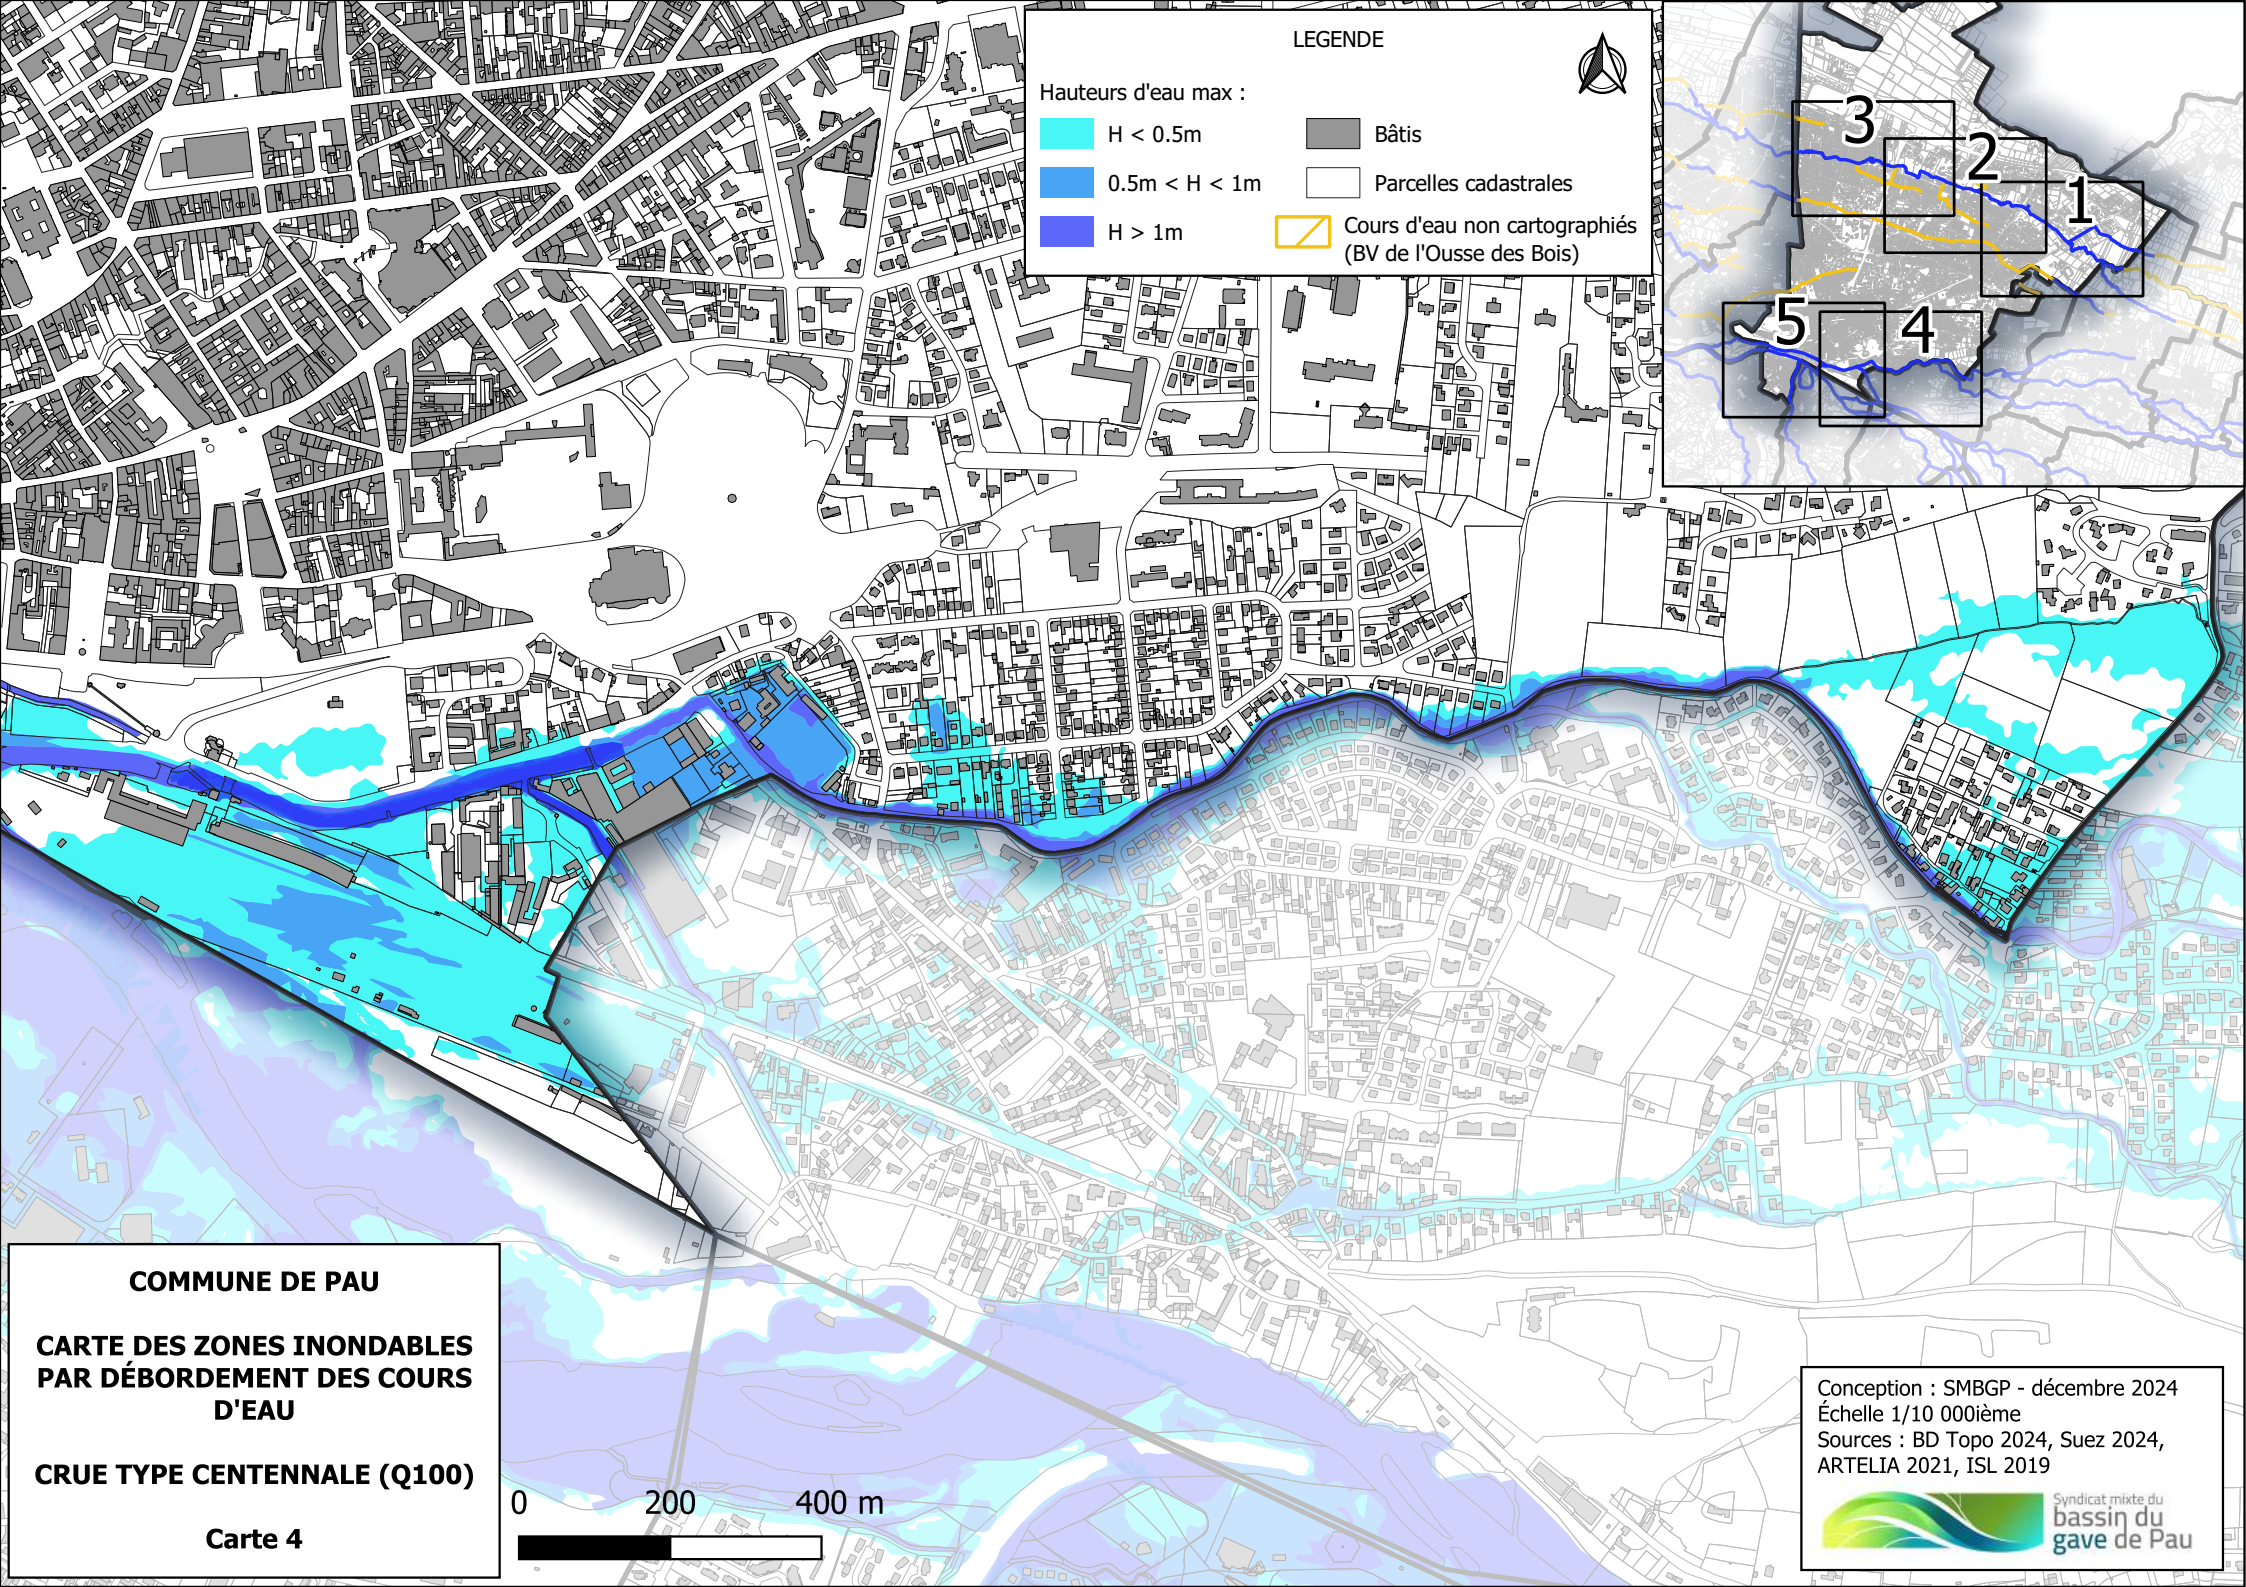 LEGENDE
Hauteurs d'eau max :
H < 0.5m
0.5m < H < 1m
H > 1m
Bâtis
Parcelles cadastrales
Cours d'eau non cartographiés
(BV de l'Ousse des Bois)
3
2
1
5
4
COMMUNE DE PAU
CARTE DES ZONES INONDABLES
PAR DÉBORDEMENT DES COURS
D'EAU
CRUE TYPE CENTENNALE (Q100)
Carte 4
0 200 400 m
Conception : SMBGP - décembre 2024
Échelle 1/10 000ième
Sources : BD Topo 2024, Suez 2024,
ARTELIA 2021, ISL 2019
Syndicat mixte du
bassin du
gave de Pau